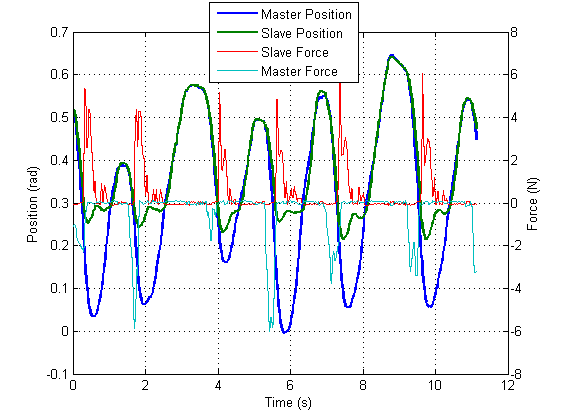 Master Position
Slave Position
Slave Force
Master Force
0.7
0.6
0.5
0.4
0.3
0.2
0.1
0
-0.1
Position (rad)
8
6
4
2
0
-2
-4
-6
-8
Force (N)
0 2 4 6 8 10 12
Time (s)